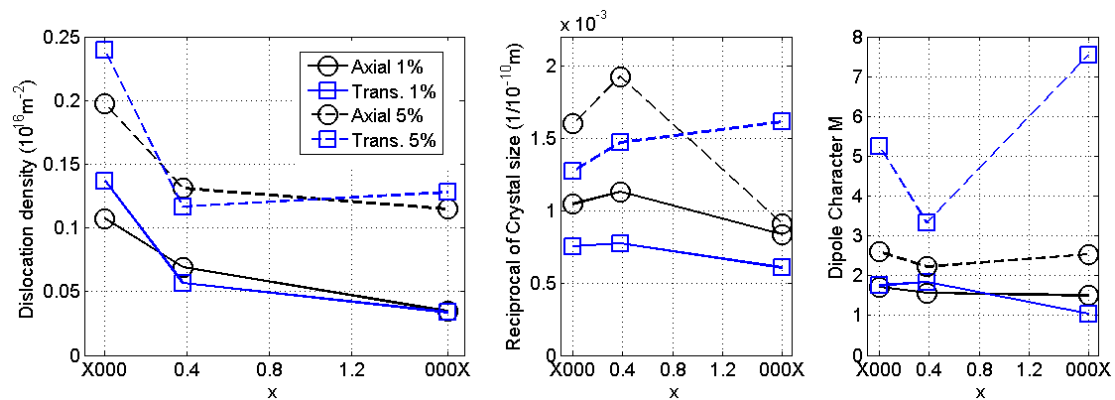 0.25
0.2
0.15
0.1
0.05
0
Dislocation density (10^16m^-2)
Axial 1%
Trans. 1%
Axial 5%
Trans. 5%
X000 0.4 0.8 1.2 000X
x
x 10^-3
2
1.5
1
0.5
0
Reciprocal of Crystal size (1/10^-10m)
X000 0.4 0.8 1.2 000X
x
8
7
6
5
4
3
2
1
0
Dipole Character M
X000 0.4 0.8 1.2 000X
x